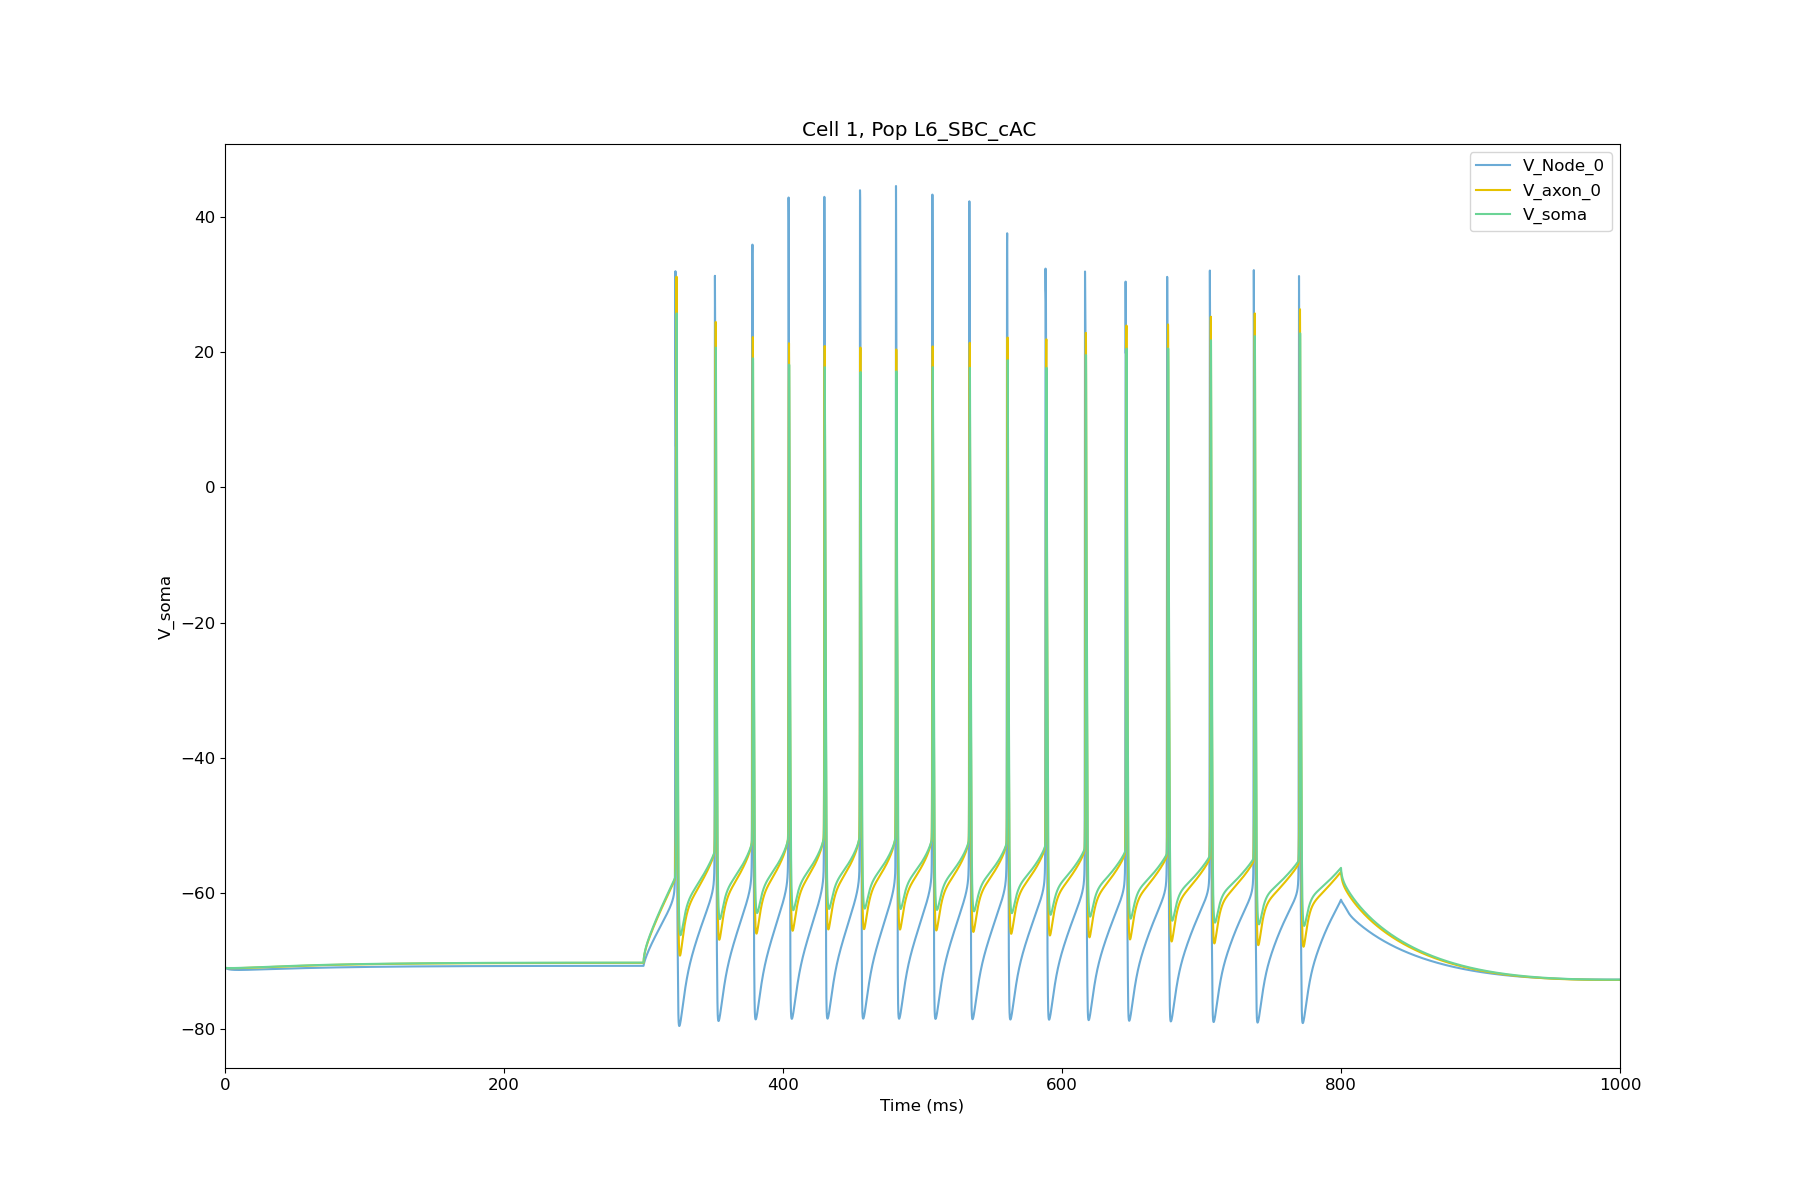 Cell 1, Pop L6_SBC_cAC
V_Node_0
V_axon_0
V_soma
40
20
0
−20
−40
−60
−80
V_soma
0 200 400 600 800 1000
Time (ms)